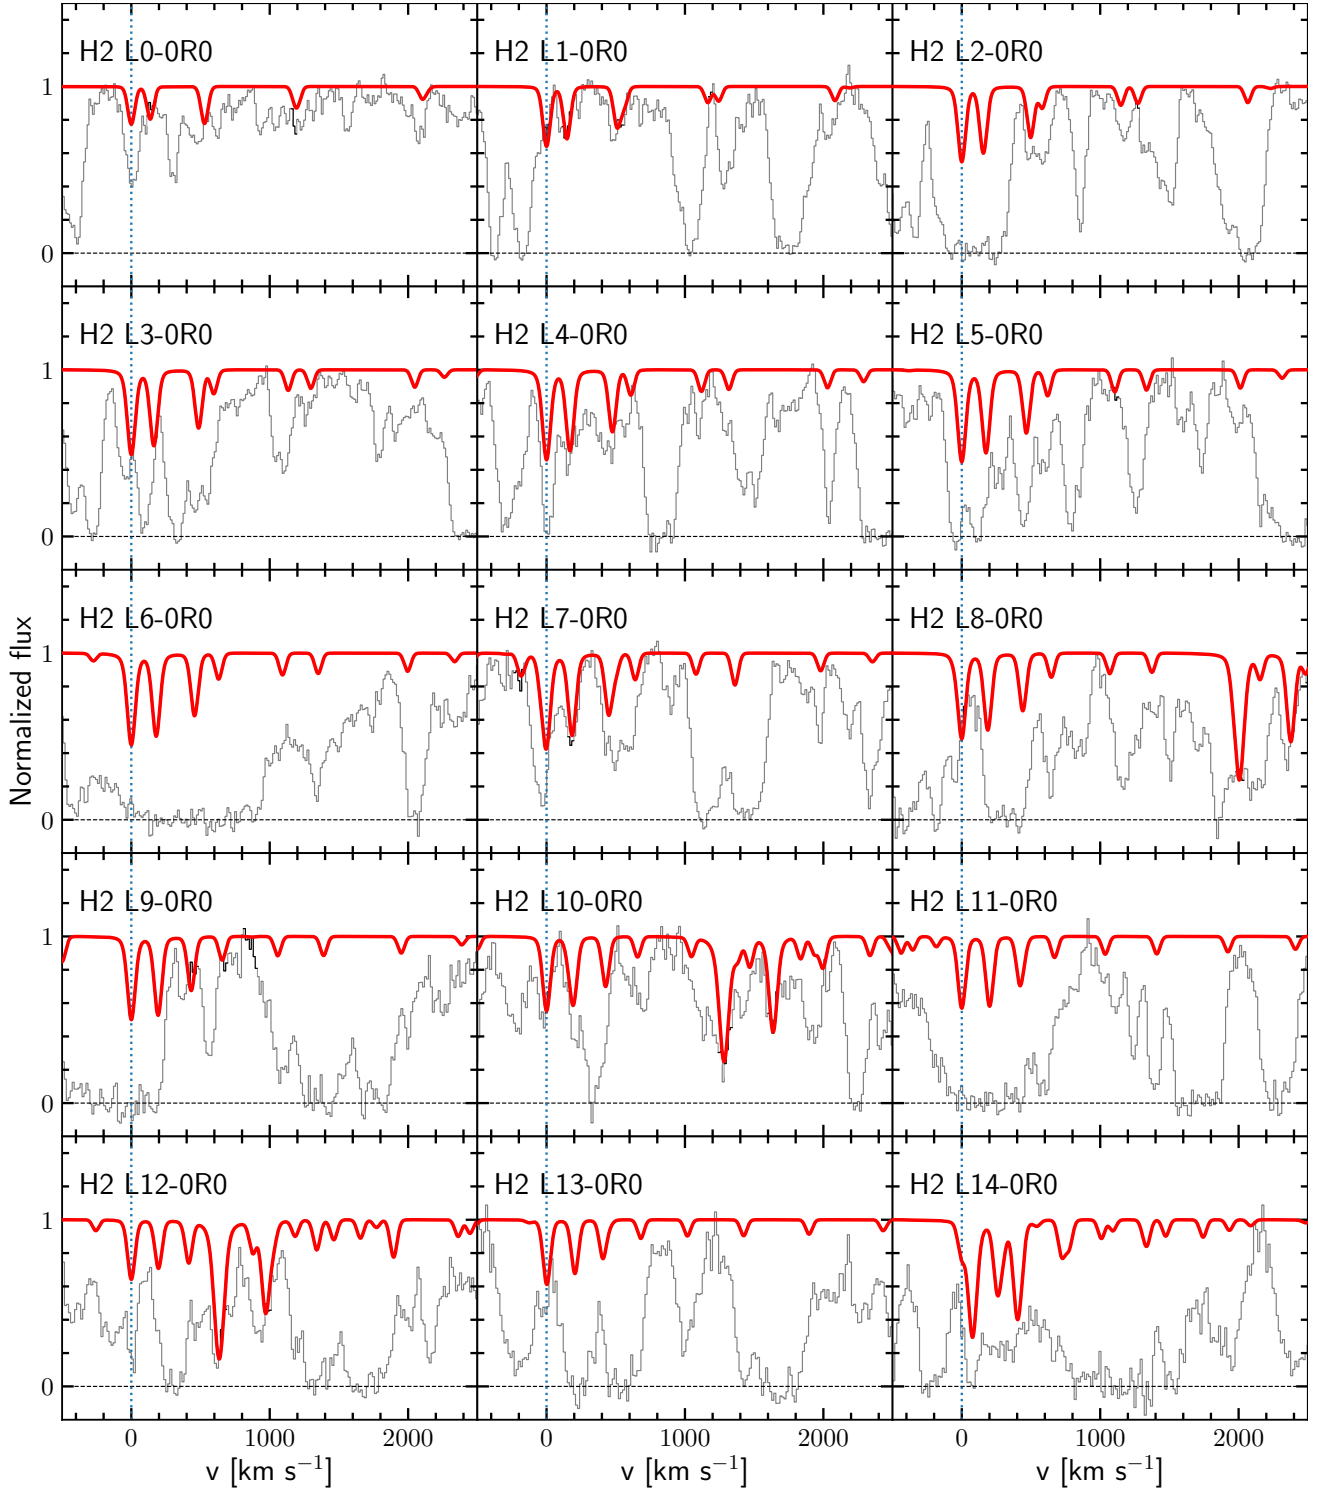 H2 L0-0R0
H2 L1-0R0
H2 L2-0R0
1
0
H2 L3-0R0
H2 L4-0R0
H2 L5-0R0
1
0
H2 L6-0R0
H2 L7-0R0
H2 L8-0R0
1
0
Normalized flux
H2 L9-0R0
H2 L10-0R0
H2 L11-0R0
1
0
H2 L12-0R0
H2 L13-0R0
H2 L14-0R0
1
0
0 1000 2000 0 1000 2000 0 1000 2000
v [km s⁻¹] v [km s⁻¹] v [km s⁻¹]